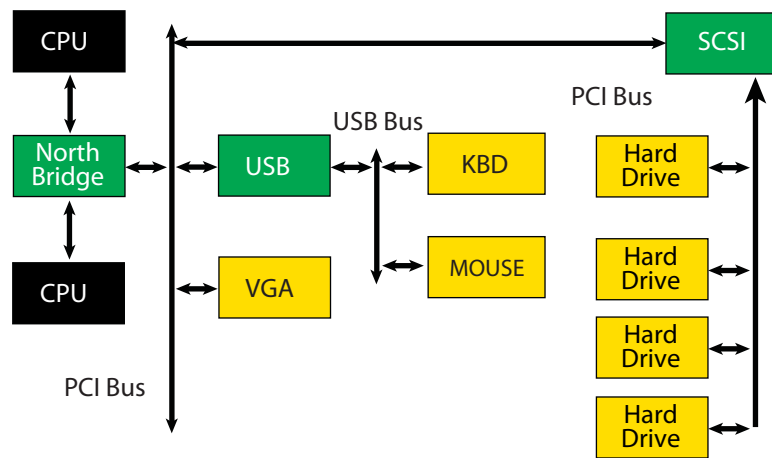 CPU
SCSI
PCI Bus
USB Bus
North
Bridge
USB
KBD
Hard
Drive
CPU
VGA
MOUSE
Hard
Drive
Hard
Drive
PCI Bus
Hard
Drive